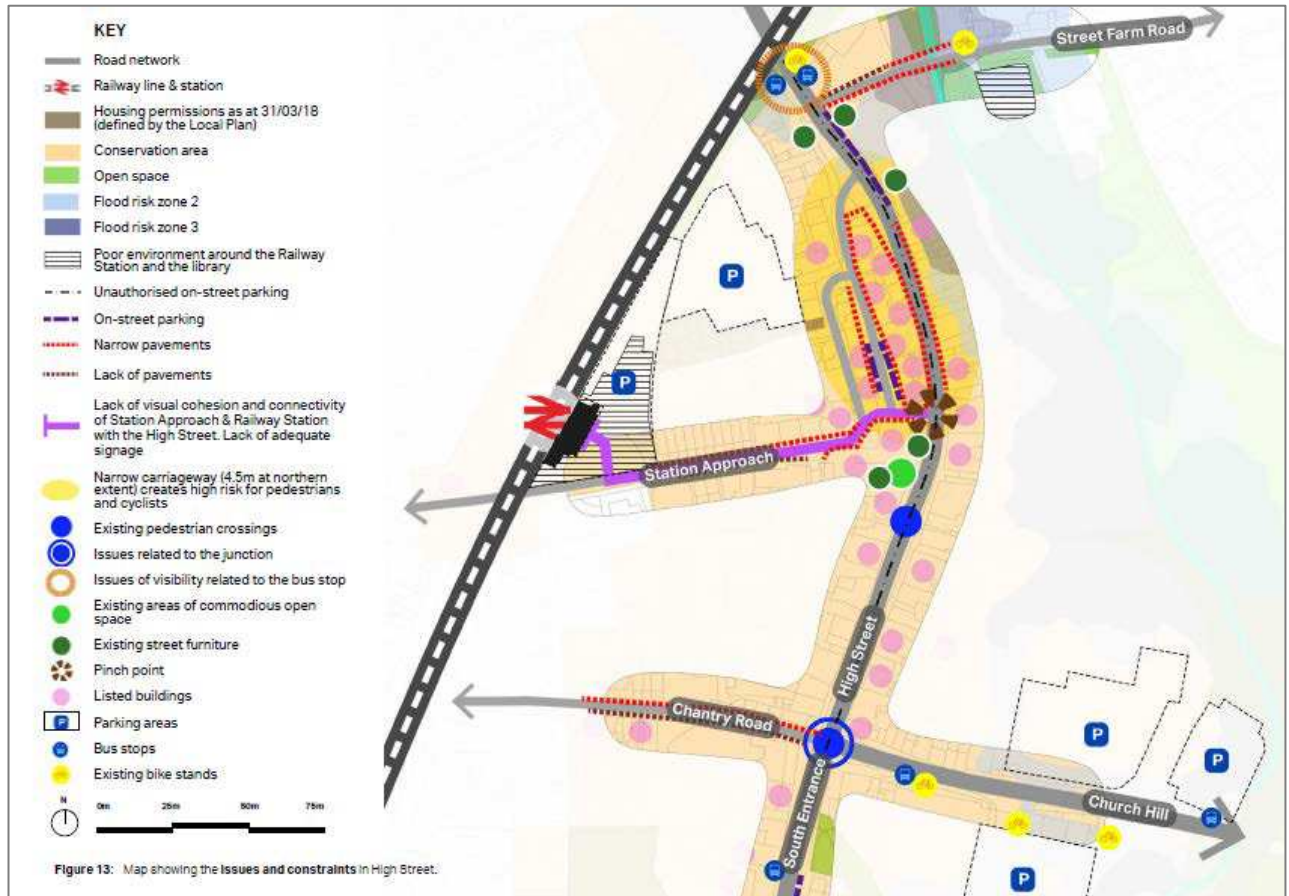 KEY
Road network
Railway line & station
Housing permissions as at 31/03/18
(defined by the Local Plan)
Conservation area
Open space
Flood risk zone 2
Flood risk zone 3
Poor environment around the Railway
Station and the library
Unauthorised on-street parking
On-street parking
Narrow pavements
Lack of pavements
Lack of visual cohesion and connectivity
of Station Approach & Railway Station
with the High Street. Lack of adequate
signage
Narrow carriageway (4.5m at northern
extent) creates high risk for pedestrians
and cyclists
Existing pedestrian crossings
Issues related to the junction
Issues of visibility related to the bus stop
Existing areas of commodious open
space
Existing street furniture
Pinch point
Listed buildings
P
Parking areas
Bus stops
Existing bike stands
N
0m 25m 50m 75m
Figure 13: Map showing the issues and constraints in High Street.
Street Farm Road
P
P
Station Approach
High Street
Chantry Road
P
P
Church Hill
South Entrance
P